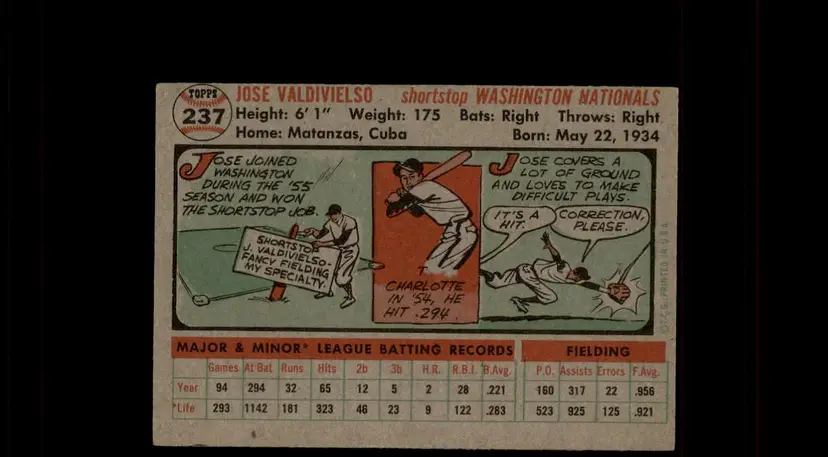 TOPPS
237
JOSE VALDIVIELSO shortstop WASHINGTON NATIONALS
Height: 6' 1" Weight: 175 Bats: Right Throws: Right
Home: Matanzas, Cuba Born: May 22, 1934
JOSE JOINED
WASHINGTON
DURING THE '55
SEASON AND WON
THE SHORTSTOP JOB.
SHORTSTO
J. VALDIVIELSO-
FANCY FIELDING
MY SPECIALTY.
CHARLOTTE
IN '54, HE
HIT .294.
JOSE COVERS A
LOT OF GROUND
AND LOVES TO MAKE
DIFFICULT PLAYS.
IT'S A
HIT.
CORRECTION,
PLEASE.
© T.C.G. PRINTED IN U.S.A.
MAJOR & MINOR* LEAGUE BATTING RECORDS FIELDING
Games At Bat Runs Hits 2b 3b H.R. R.B.I. B.Avg. P.O. Assists Errors F.Avg.
Year 94 294 32 65 12 5 2 28 .221 160 317 22 .956
*Life 293 1142 181 323 46 23 9 122 .283 523 925 125 .921